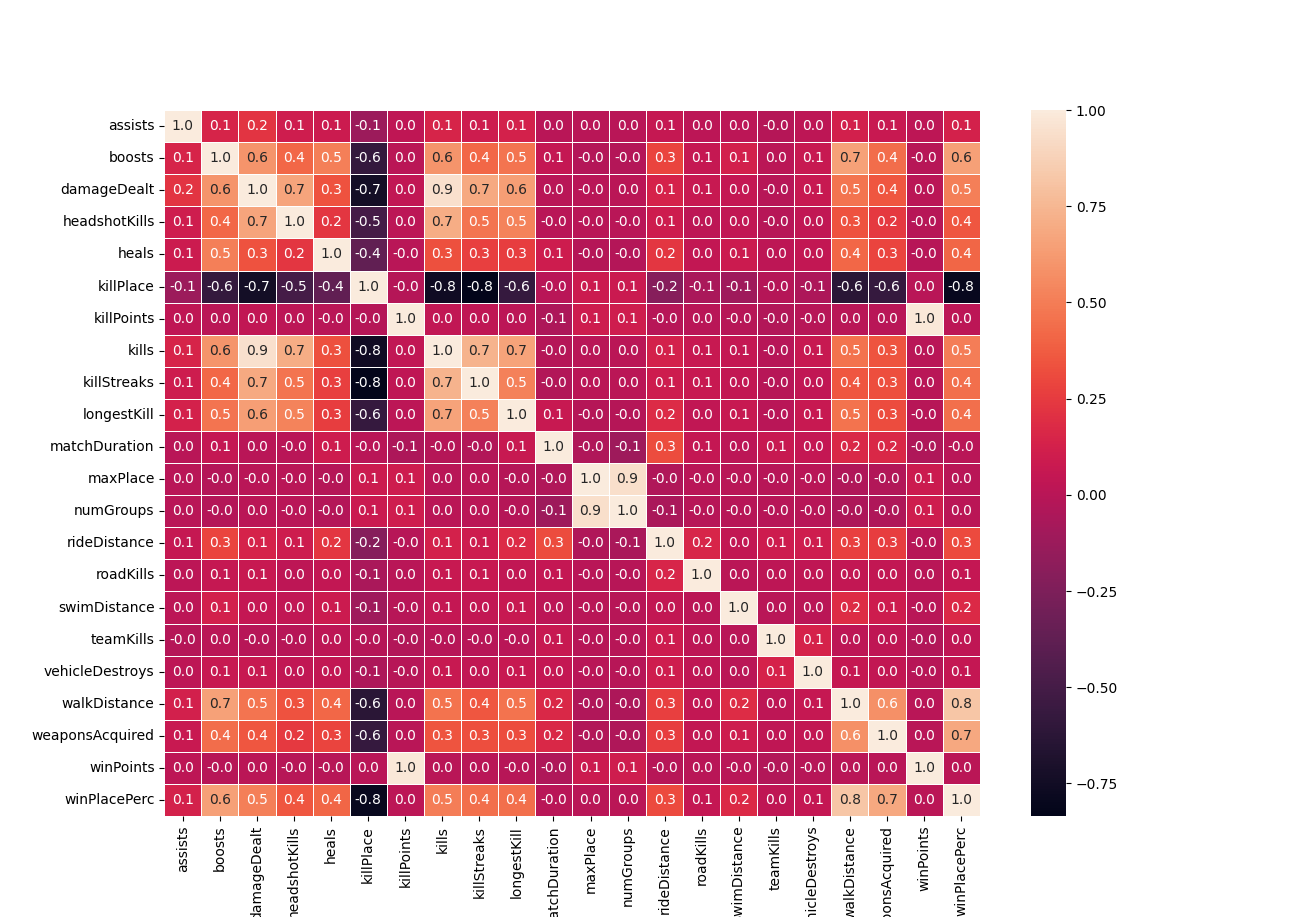 assists 1.0 0.1 0.2 0.1 0.1 -0.1 0.0 0.1 0.1 0.1 0.0 0.0 0.0 0.1 0.0 0.0 -0.0 0.0 0.1 0.1 0.0 0.1
boosts 0.1 1.0 0.6 0.4 0.5 -0.6 0.0 0.6 0.4 0.5 0.1 -0.0 -0.0 0.3 0.1 0.1 0.0 0.1 0.7 0.4 -0.0 0.6
damageDealt 0.2 0.6 1.0 0.7 0.3 -0.7 0.0 0.9 0.7 0.6 0.0 -0.0 0.0 0.1 0.1 0.0 -0.0 0.1 0.5 0.4 0.0 0.5
headshotKills 0.1 0.4 0.7 1.0 0.2 -0.5 0.0 0.7 0.5 0.5 -0.0 -0.0 -0.0 0.1 0.0 0.0 -0.0 0.0 0.3 0.2 -0.0 0.4
heals 0.1 0.5 0.3 0.2 1.0 -0.4 -0.0 0.3 0.3 0.3 0.1 -0.0 -0.0 0.2 0.0 0.1 0.0 0.0 0.4 0.3 -0.0 0.4
killPlace -0.1 -0.6 -0.7 -0.5 -0.4 1.0 -0.0 -0.8 -0.8 -0.6 -0.0 0.1 0.1 -0.2 -0.1 -0.1 -0.0 -0.1 -0.6 -0.6 0.0 -0.8
killPoints 0.0 0.0 0.0 0.0 -0.0 -0.0 1.0 0.0 0.0 0.0 -0.1 0.1 0.1 -0.0 0.0 -0.0 -0.0 -0.0 0.0 0.0 1.0 0.0
kills 0.1 0.6 0.9 0.7 0.3 -0.8 0.0 1.0 0.7 0.7 -0.0 0.0 0.0 0.1 0.1 0.1 -0.0 0.1 0.5 0.3 0.0 0.5
killStreaks 0.1 0.4 0.7 0.5 0.3 -0.8 0.0 0.7 1.0 0.5 -0.0 0.0 0.0 0.1 0.1 0.0 -0.0 0.0 0.4 0.3 0.0 0.4
longestKill 0.1 0.5 0.6 0.5 0.3 -0.6 0.0 0.7 0.5 1.0 0.1 -0.0 -0.0 0.2 0.0 0.1 -0.0 0.1 0.5 0.3 -0.0 0.4
matchDuration 0.0 0.1 0.0 -0.0 0.1 -0.0 -0.1 -0.0 -0.0 0.1 1.0 -0.0 -0.1 0.3 0.1 0.0 0.1 0.0 0.2 0.2 -0.0 -0.0
maxPlace 0.0 -0.0 -0.0 -0.0 -0.0 0.1 0.1 0.0 0.0 -0.0 -0.0 1.0 0.9 -0.0 -0.0 -0.0 -0.0 -0.0 -0.0 -0.0 0.1 0.0
numGroups 0.0 -0.0 0.0 -0.0 -0.0 0.1 0.1 0.0 0.0 -0.0 -0.1 0.9 1.0 -0.1 -0.0 -0.0 -0.0 -0.0 -0.0 -0.0 0.1 0.0
rideDistance 0.1 0.3 0.1 0.1 0.2 -0.2 -0.0 0.1 0.1 0.2 0.3 -0.0 -0.1 1.0 0.2 0.0 0.1 0.1 0.3 0.3 -0.0 0.3
roadKills 0.0 0.1 0.1 0.0 0.0 -0.1 0.0 0.1 0.1 0.0 0.1 -0.0 -0.0 0.2 1.0 0.0 0.0 0.0 0.0 0.0 0.0 0.1
swimDistance 0.0 0.1 0.0 0.0 0.1 -0.1 -0.0 0.1 0.0 0.1 0.0 -0.0 -0.0 0.0 0.0 1.0 0.0 0.0 0.2 0.1 -0.0 0.2
teamKills -0.0 0.0 -0.0 -0.0 0.0 -0.0 -0.0 -0.0 -0.0 -0.0 0.1 -0.0 -0.0 0.1 0.0 0.0 1.0 0.1 0.0 0.0 -0.0 0.0
vehicleDestroys 0.0 0.1 0.1 0.0 0.0 -0.1 -0.0 0.1 0.0 0.1 0.0 -0.0 -0.0 0.1 0.0 0.0 0.1 1.0 0.1 0.0 -0.0 0.1
walkDistance 0.1 0.7 0.5 0.3 0.4 -0.6 0.0 0.5 0.4 0.5 0.2 -0.0 -0.0 0.3 0.0 0.2 0.0 0.1 1.0 0.6 0.0 0.8
weaponsAcquired 0.1 0.4 0.4 0.2 0.3 -0.6 0.0 0.3 0.3 0.3 0.2 -0.0 -0.0 0.3 0.0 0.1 0.0 0.0 0.6 1.0 0.0 0.7
winPoints 0.0 -0.0 0.0 -0.0 -0.0 0.0 1.0 0.0 0.0 -0.0 -0.0 0.1 0.1 -0.0 0.0 -0.0 -0.0 -0.0 0.0 0.0 1.0 0.0
winPlacePerc 0.1 0.6 0.5 0.4 0.4 -0.8 0.0 0.5 0.4 0.4 -0.0 0.0 0.0 0.3 0.1 0.2 0.0 0.1 0.8 0.7 0.0 1.0
assists
boosts
damageDealt
headshotKills
heals
killPlace
killPoints
kills
killStreaks
longestKill
atchDuration
maxPlace
numGroups
rideDistance
roadKills
swimDistance
teamKills
hicleDestroys
walkDistance
onsAcquired
winPoints
winPlacePerc
1.00
0.75
0.50
0.25
0.00
−0.25
−0.50
−0.75